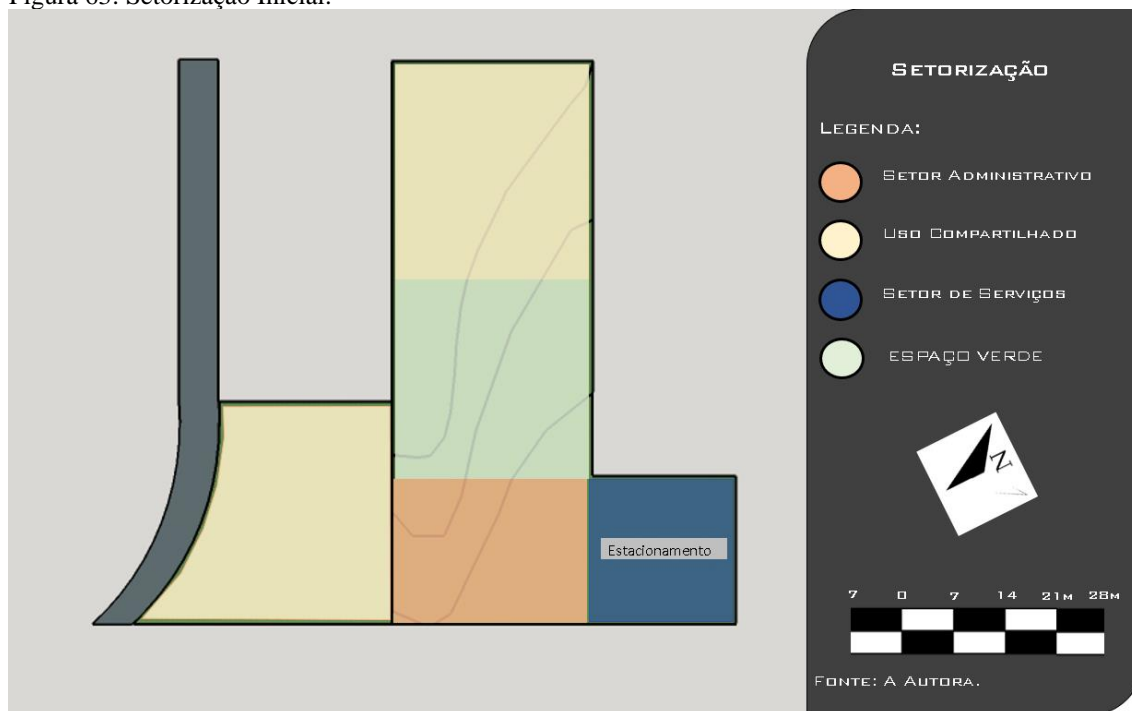 Figura 63: Setorização Inicial.
SETORIZAÇÃO
LEGENDA:
SETOR ADMINISTRATIVO
USO COMPARTILHADO
SETOR DE SERVIÇOS
ESPAÇO VERDE
N
Estacionamento
7 0 7 14 21M 28M
FONTE: A AUTORA.